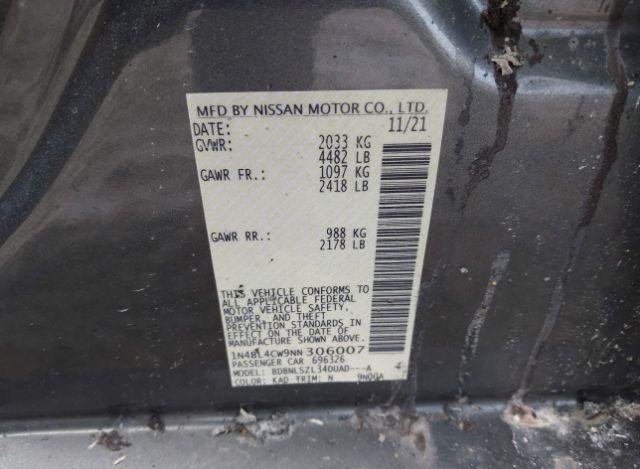 MFD BY NISSAN MOTOR CO., LTD.
DATE: 11/21
GVWR: 2033 KG
4482 LB
GAWR FR.: 1097 KG
2418 LB
GAWR RR.: 988 KG
2178 LB
THIS VEHICLE CONFORMS TO
ALL APPLICABLE FEDERAL
MOTOR VEHICLE SAFETY,
BUMPER, AND THEFT
PREVENTION STANDARDS IN
EFFECT ON THE DATE OF
MANUFACTURE SHOWN ABOVE.
1N4BL4CW9NN306007
PASSENGER CAR 696326
MODEL: BDBNLSZL34DUAD---A 4
COLOR: KAD TRIM: N 9N0QA